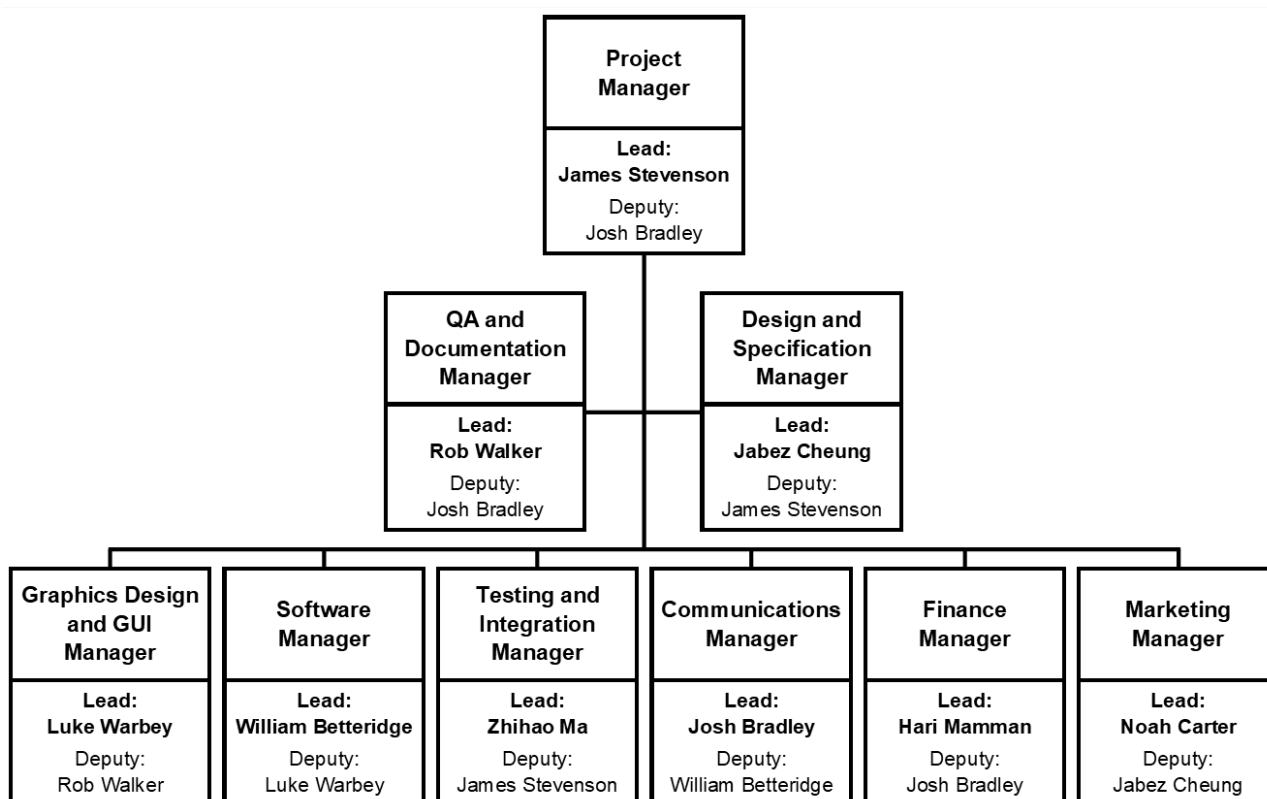 Project
Manager
Lead:
James Stevenson
Deputy:
Josh Bradley
QA and
Documentation
Manager
Lead:
Rob Walker
Deputy:
Josh Bradley
Design and
Specification
Manager
Lead:
Jabez Cheung
Deputy:
James Stevenson
Graphics Design
and GUI
Manager
Lead:
Luke Warbey
Deputy:
Rob Walker
Software
Manager
Lead:
William Betteridge
Deputy:
Luke Warbey
Testing and
Integration
Manager
Lead:
Zhihao Ma
Deputy:
James Stevenson
Communications
Manager
Lead:
Josh Bradley
Deputy:
William Betteridge
Finance
Manager
Lead:
Hari Mamman
Deputy:
Josh Bradley
Marketing
Manager
Lead:
Noah Carter
Deputy:
Jabez Cheung